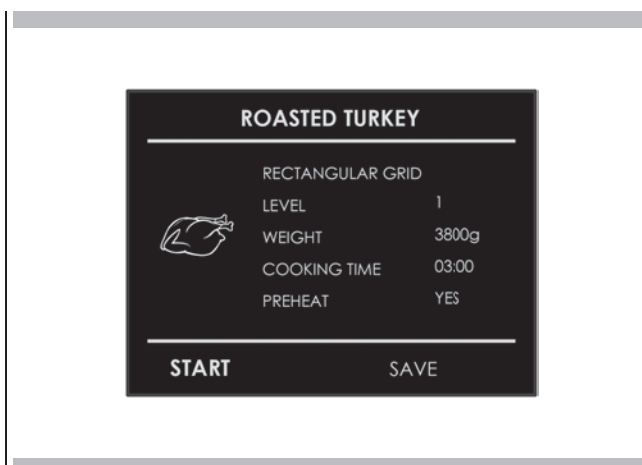 ROASTED TURKEY
RECTANGULAR GRID
LEVEL 1
WEIGHT 3800g
COOKING TIME 03:00
PREHEAT YES
START SAVE